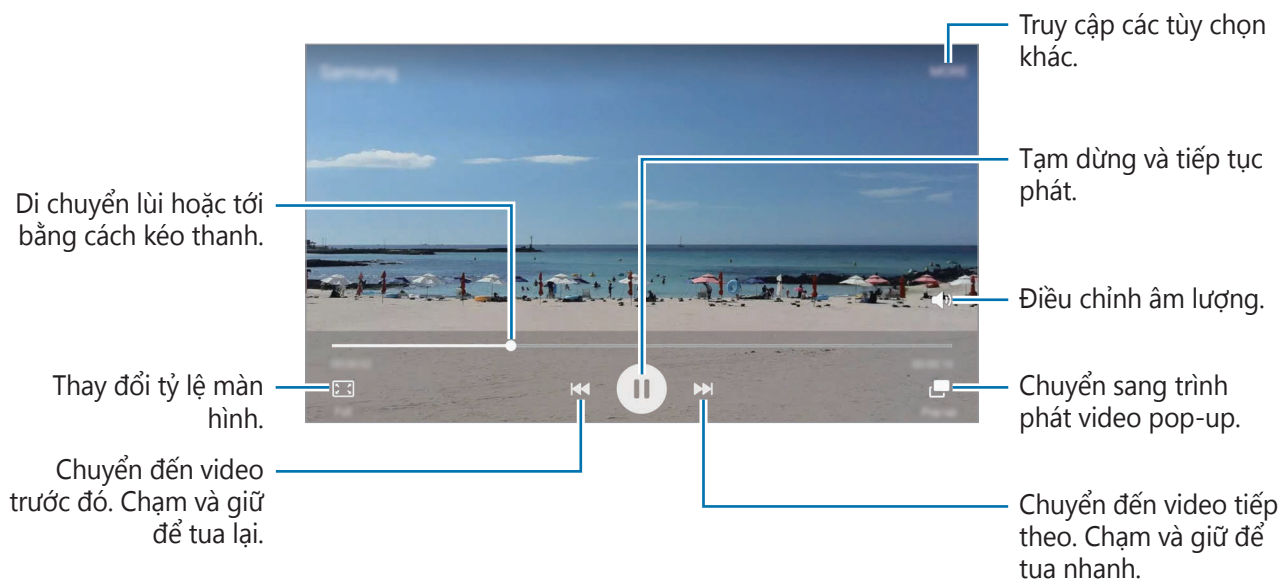 Truy cập các tùy chọn
khác.
Tạm dừng và tiếp tục
phát.
Di chuyển lùi hoặc tới
bằng cách kéo thanh.
Điều chỉnh âm lượng.
Thay đổi tỷ lệ màn
hình.
Chuyển sang trình
phát video pop-up.
Chuyển đến video
trước đó. Chạm và giữ
để tua lại.
Chuyển đến video tiếp
theo. Chạm và giữ để
tua nhanh.